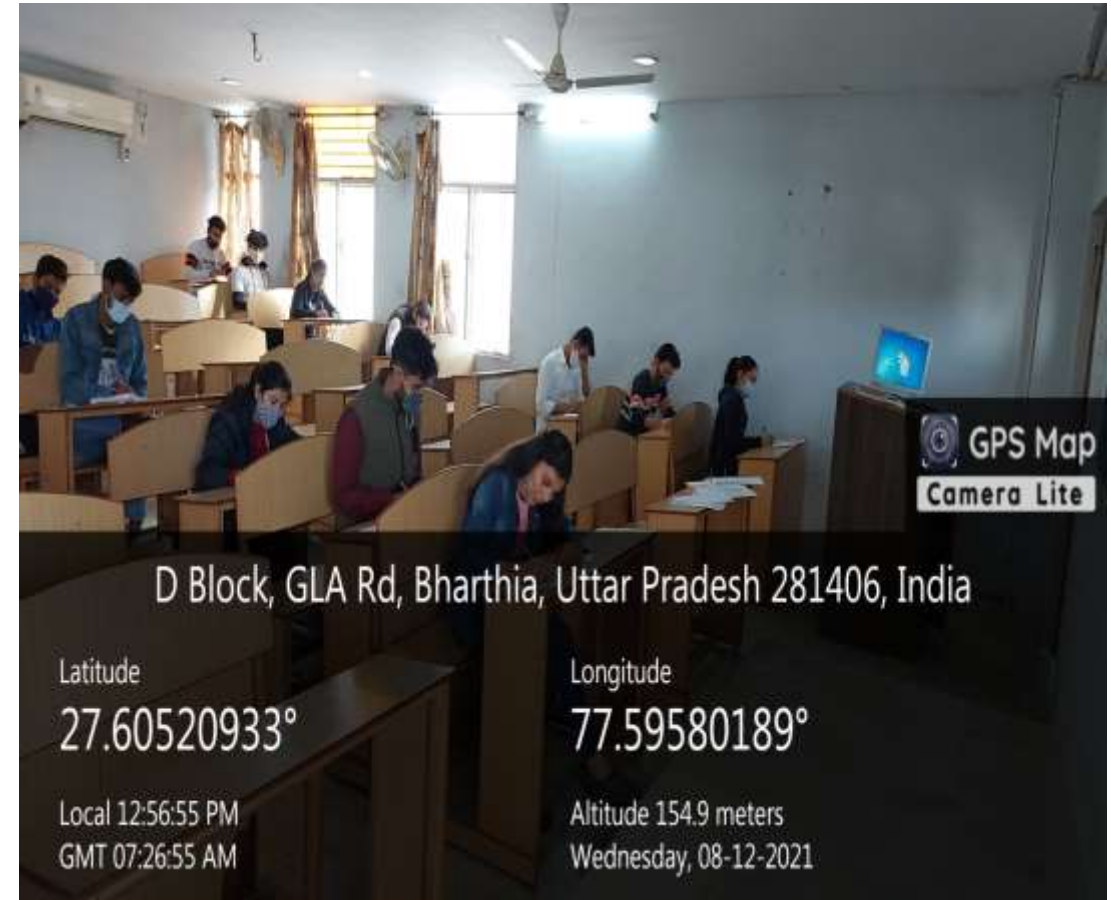 GPS Map
Camera Lite
D Block, GLA Rd, Bharthia, Uttar Pradesh 281406, India
Latitude
27.60520933°
Longitude
77.59580189°
Local 12:56:55 PM
GMT 07:26:55 AM
Altitude 154.9 meters
Wednesday, 08-12-2021